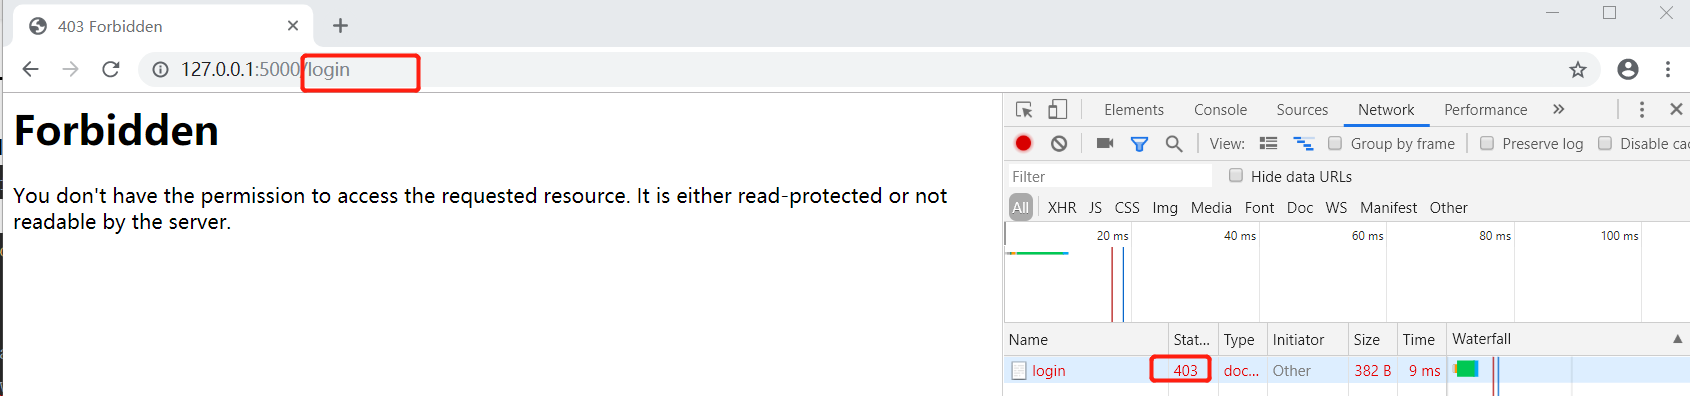 403 Forbidden
127.0.0.1:5000/login
Forbidden
You don't have the permission to access the requested resource. It is either read-protected or not
readable by the server.
Elements Console Sources Network Performance
View: Group by frame Preserve log Disable cac
Filter Hide data URLs
All XHR JS CSS Img Media Font Doc WS Manifest Other
20 ms 40 ms 60 ms 80 ms 100 ms
Name Stat... Type Initiator Size Time Waterfall
login 403 doc... Other 382 B 9 ms